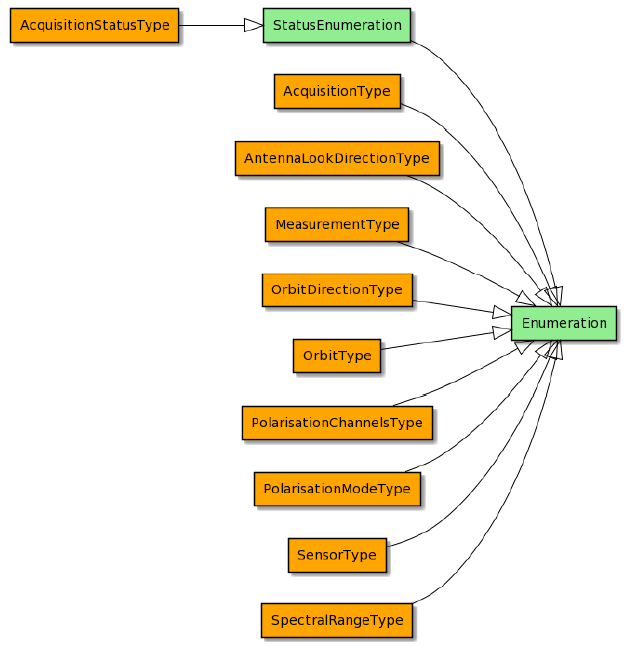 AcquisitionStatusType
StatusEnumeration
AcquisitionType
AntennaLookDirectionType
MeasurementType
OrbitDirectionType
Enumeration
OrbitType
PolarisationChannelsType
PolarisationModeType
SensorType
SpectralRangeType